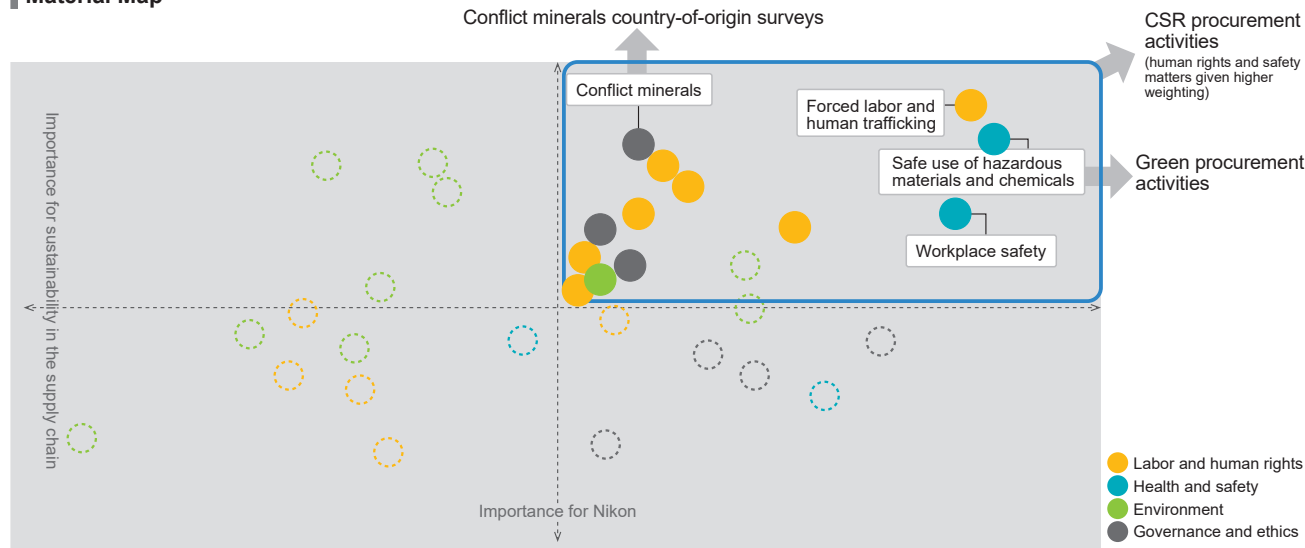 Material Map
Conflict minerals country-of-origin surveys
CSR procurement
activities
(human rights and safety
matters given higher
weighting)
Conflict minerals
Forced labor and
human trafficking
Safe use of hazardous
materials and chemicals
Green procurement
activities
Workplace safety
Importance for sustainability in the supply chain
Importance for Nikon
Labor and human rights
Health and safety
Environment
Governance and ethics